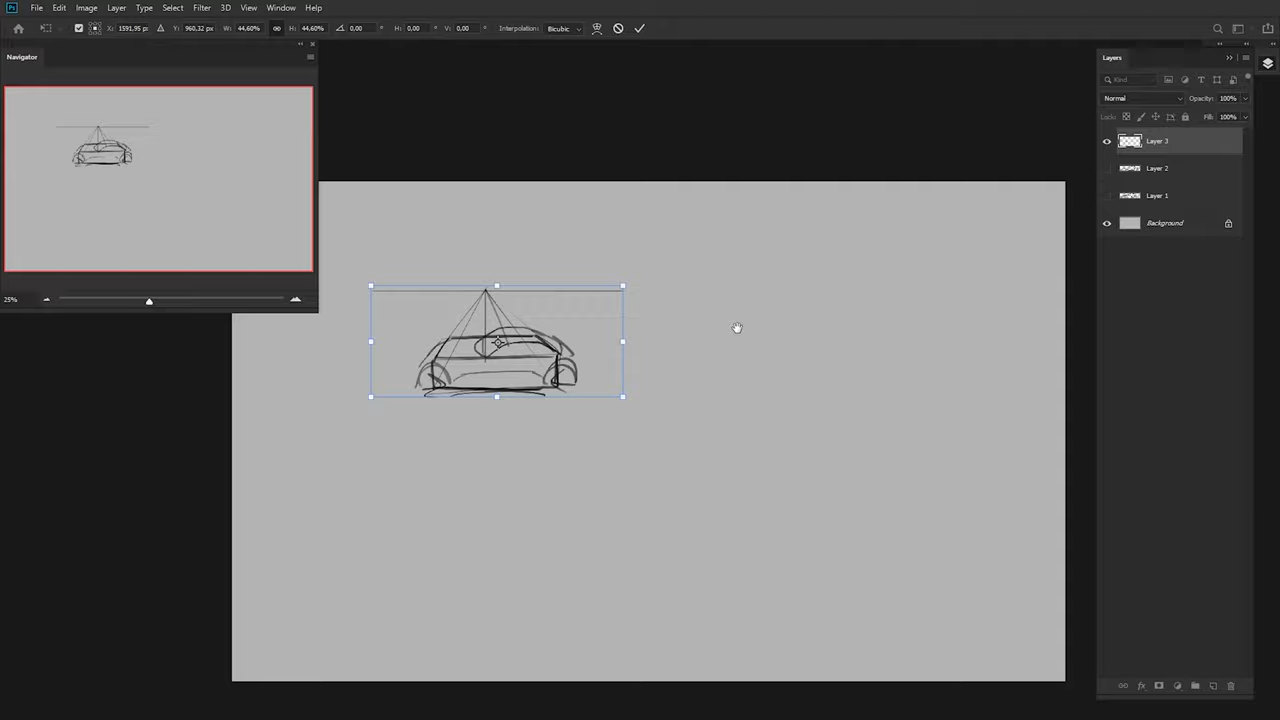 Ps File Edit Image Layer Type Select Filter 3D View Window Help
X: 1591,95 px Y: 960,32 px W: 44,60% H: 44,60% 0,00 ° H: 0,00 ° V: 0,00 ° Interpolation: Bicubic
Navigator
25%
Layers
Kind
Normal Opacity: 100%
Lock: Fill: 100%
Layer 3
Layer 2
Layer 1
Background
fx